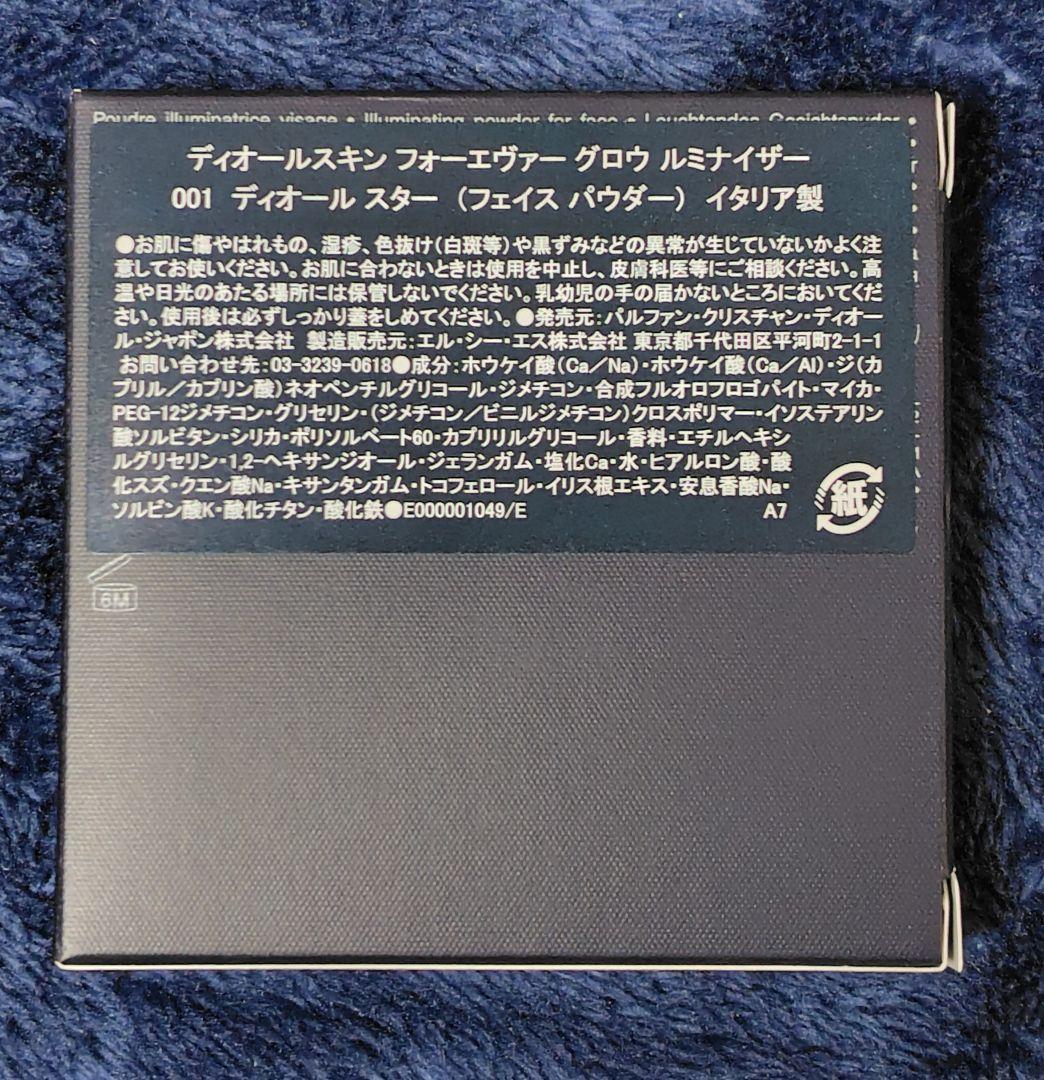 Poudre illuminatrice visage • Illuminating powder for face • Leuchtendes Gesichtspuder •
ディオールスキン フォーエヴァー グロウ ルミナイザー
001 ディオール スター (フェイス パウダー) イタリア製
●お肌に傷やはれもの、湿疹、色抜け(白斑等)や黒ずみなどの異常が生じていないかよく注
意してお使いください。お肌に合わないときは使用を中止し、皮膚科医等にご相談ください。高
温や日光のあたる場所には保管しないでください。乳幼児の手の届かないところにおいてくだ
さい。使用後は必ずしっかり蓋をしめてください。●発売元:パルファン・クリスチャン・ディオー
ル・ジャポン株式会社 製造販売元:エル・シー・エス株式会社 東京都千代田区平河町2-1-1
お問い合わせ先:03-3239-0618●成分:ホウケイ酸(Ca/Na)・ホウケイ酸(Ca/Al)・ジ(カ
プリル/カプリン酸)ネオペンチルグリコール・ジメチコン・合成フルオロフロゴパイト・マイカ・
PEG-12ジメチコン・グリセリン・(ジメチコン/ビニルジメチコン)クロスポリマー・イソステアリン
酸ソルビタン・シリカ・ポリソルベート60・カプリリルグリコール・香料・エチルヘキシ
ルグリセリン・1,2-ヘキサンジオール・ジェランガム・塩化Ca・水・ヒアルロン酸・酸
化スズ・クエン酸Na・キサンタンガム・トコフェロール・イリス根エキス・安息香酸Na・
ソルビン酸K・酸化チタン・酸化鉄●E000001049/E A7
紙
6M